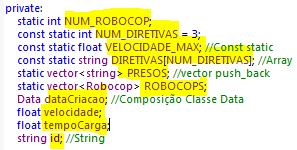 private:
static int NUM_ROBOCOP;
const static int NUM_DIRETIVAS = 3;
const static float VELOCIDADE_MAX; //Const static
const static string DIRETIVAS[NUM_DIRETIVAS]; //Array
static vector<string> PRESOS; //vector push_back
static vector<Robocop> ROBOCOPS;
Data dataCriacao; //Composição Classe Data
float velocidade;
float tempoCarga;
string id; //String